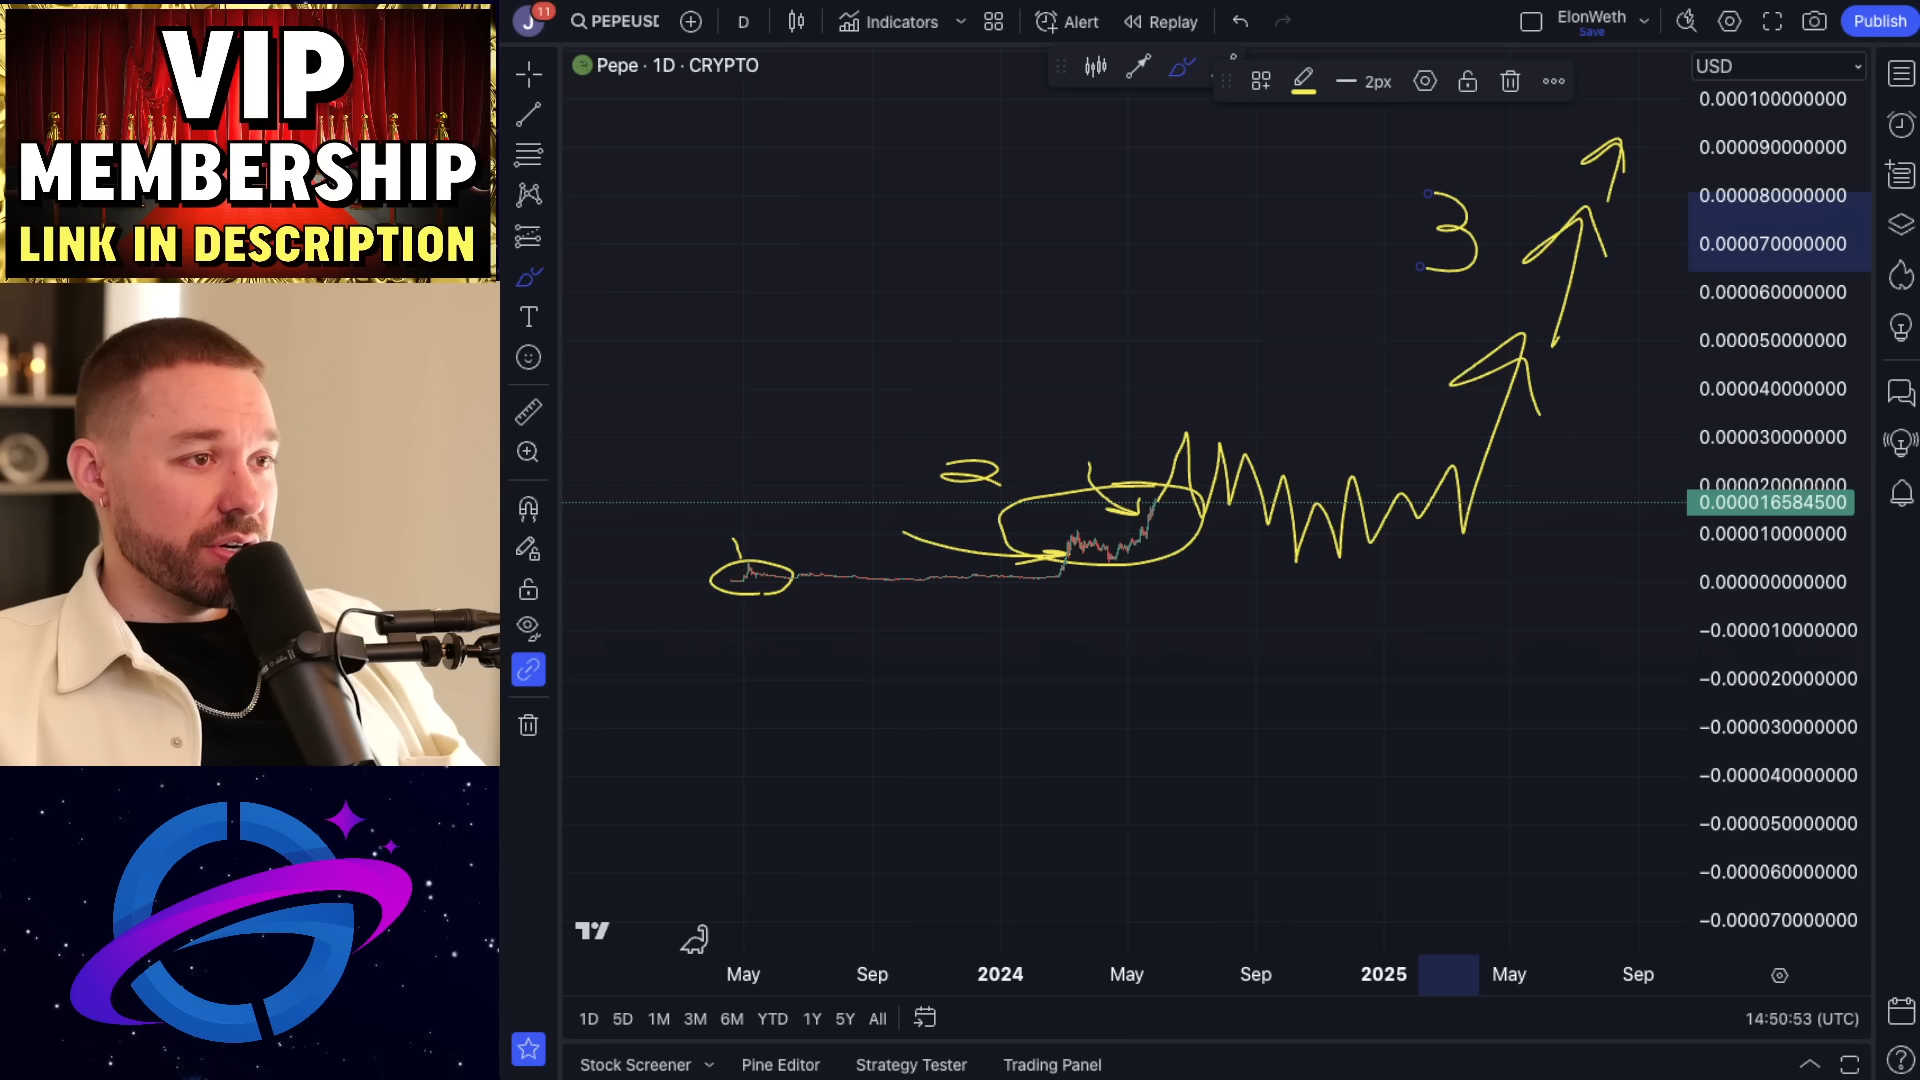 VIP
MEMBERSHIP
LINK IN DESCRIPTION
J 11 PEPEUSD D Indicators Alert Replay ElonWeth Save Publish
Pepe · 1D · CRYPTO
2px
USD
0.000100000000
0.000090000000
0.000080000000
0.000070000000
0.000060000000
0.000050000000
0.000040000000
0.000030000000
0.000020000000
0.000016584500
0.000010000000
0.000000000000
−0.000010000000
−0.000020000000
−0.000030000000
−0.000040000000
−0.000050000000
−0.000060000000
−0.000070000000
3
2
1
May Sep 2024 May Sep 2025 May Sep
1D 5D 1M 3M 6M YTD 1Y 5Y All 14:50:53 (UTC)
Stock Screener Pine Editor Strategy Tester Trading Panel